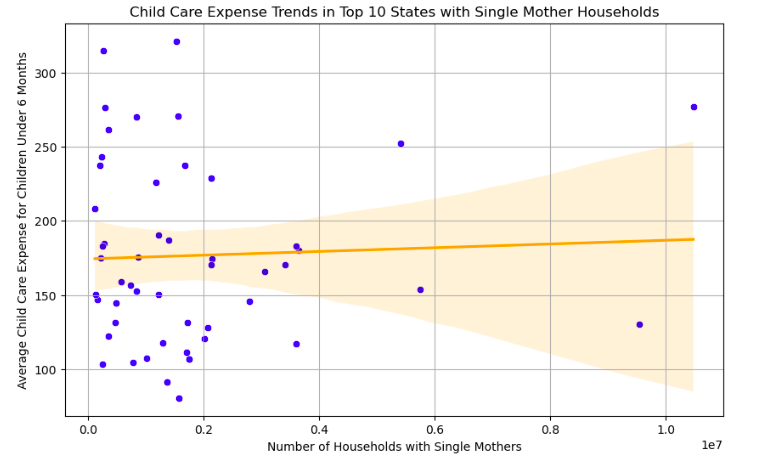 Child Care Expense Trends in Top 10 States with Single Mother Households
Average Child Care Expense for Children Under 6 Months
300
250
200
150
100
0.0 0.2 0.4 0.6 0.8 1.0
1e7
Number of Households with Single Mothers